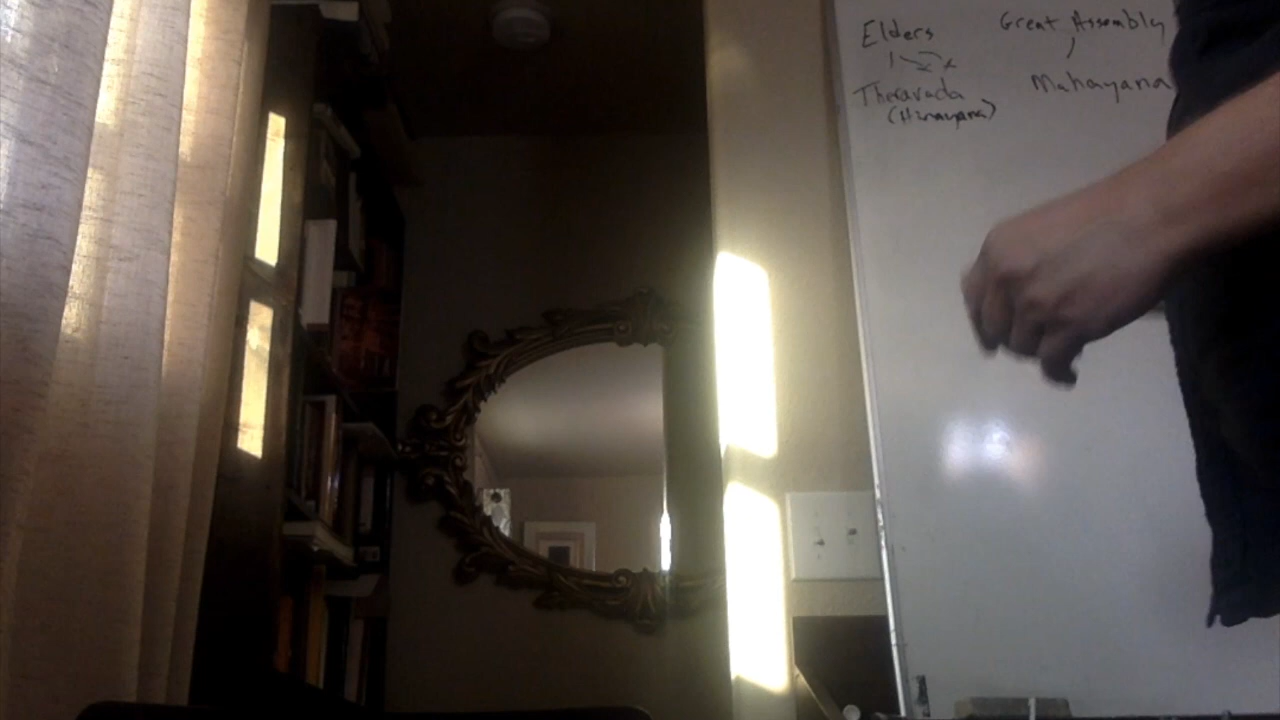 Elders
Great Assembly
Theravada
Mahayana
(Hinayana)